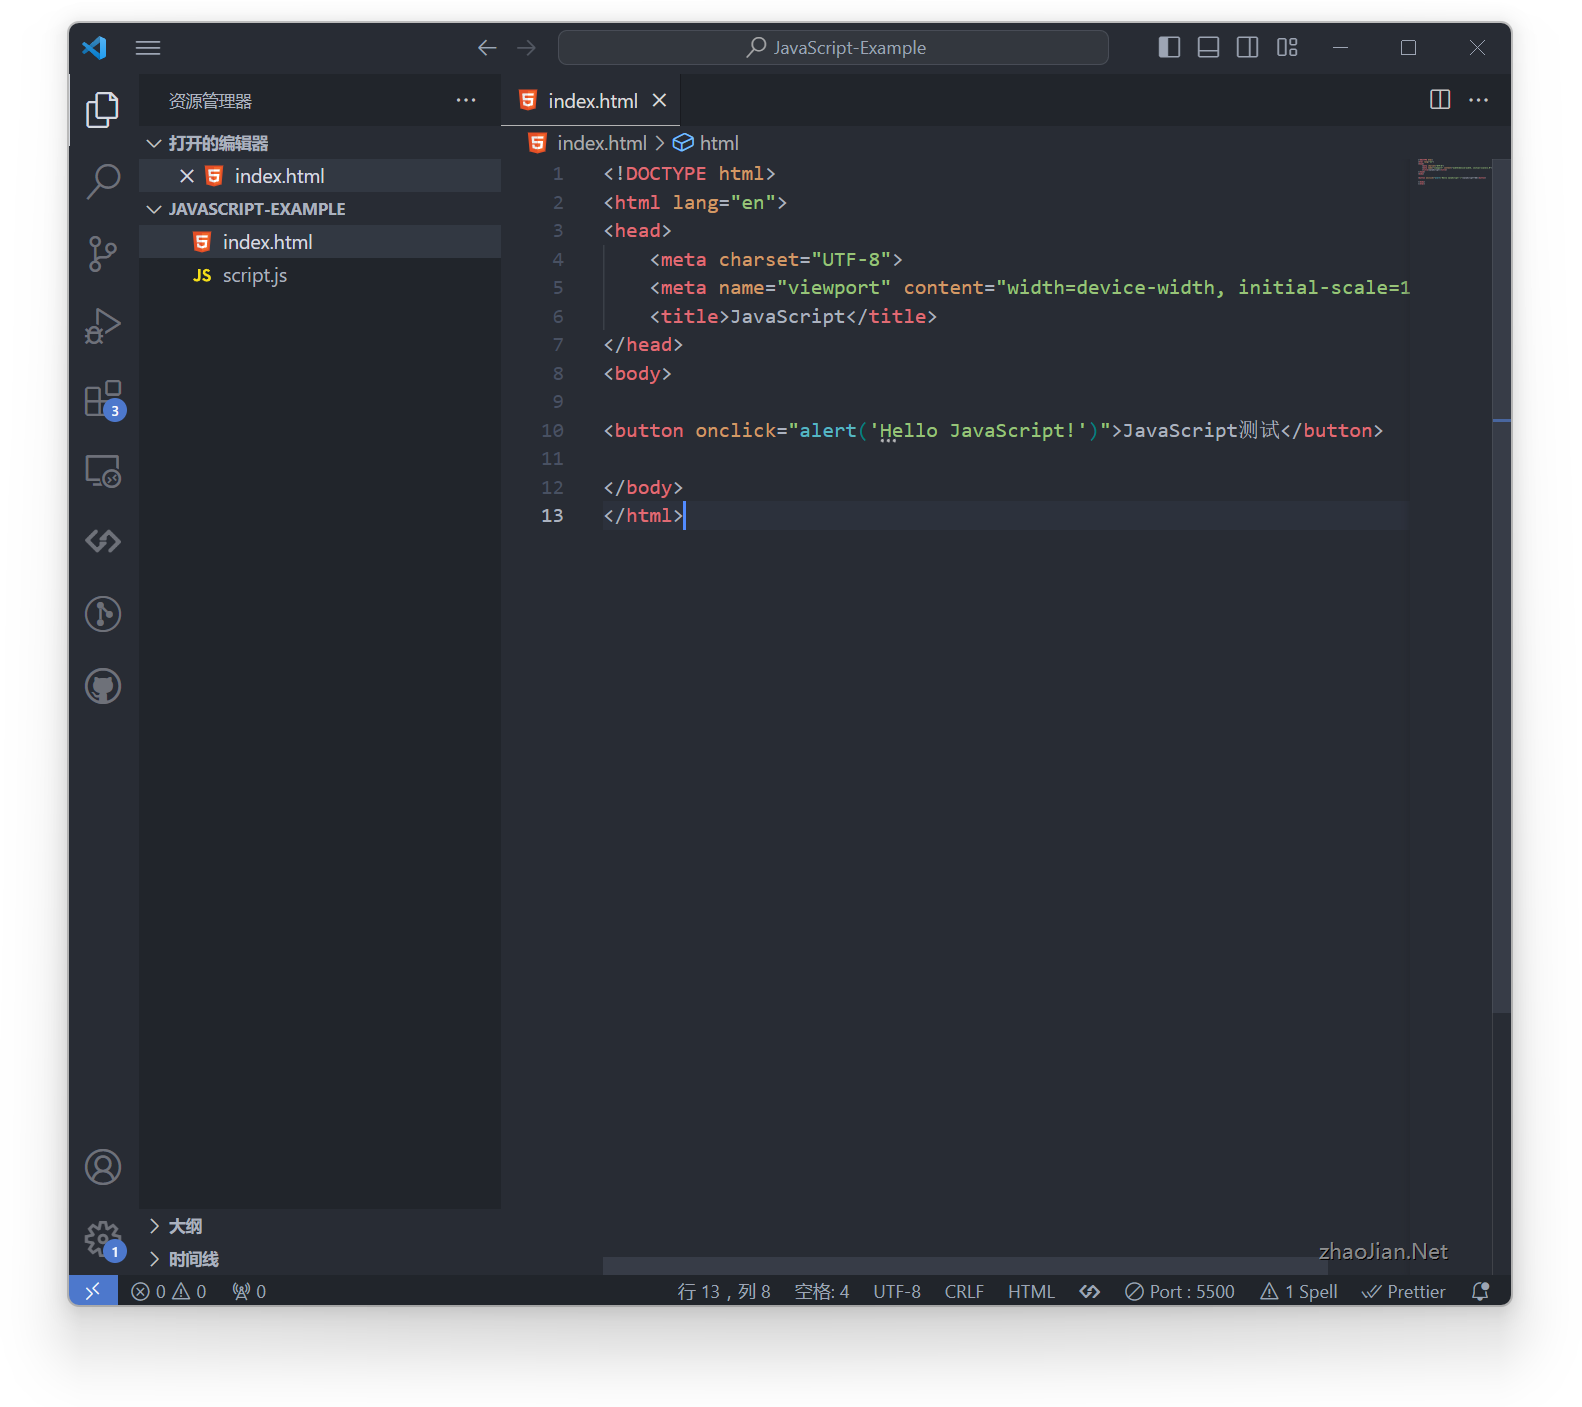 JavaScript-Example
资源管理器
index.html
打开的编辑器
index.html
JAVASCRIPT-EXAMPLE
index.html
JS script.js
3
index.html > html
1 <!DOCTYPE html>
2 <html lang="en">
3 <head>
4     <meta charset="UTF-8">
5     <meta name="viewport" content="width=device-width, initial-scale=1
6     <title>JavaScript</title>
7 </head>
8 <body>
9
10 <button onclick="alert('Hello JavaScript!')">JavaScript测试</button>
11
12 </body>
13 </html>
大纲
1
时间线
zhaoJian.Net
0 0 0 行 13，列 8 空格: 4 UTF-8 CRLF HTML Port : 5500 1 Spell Prettier